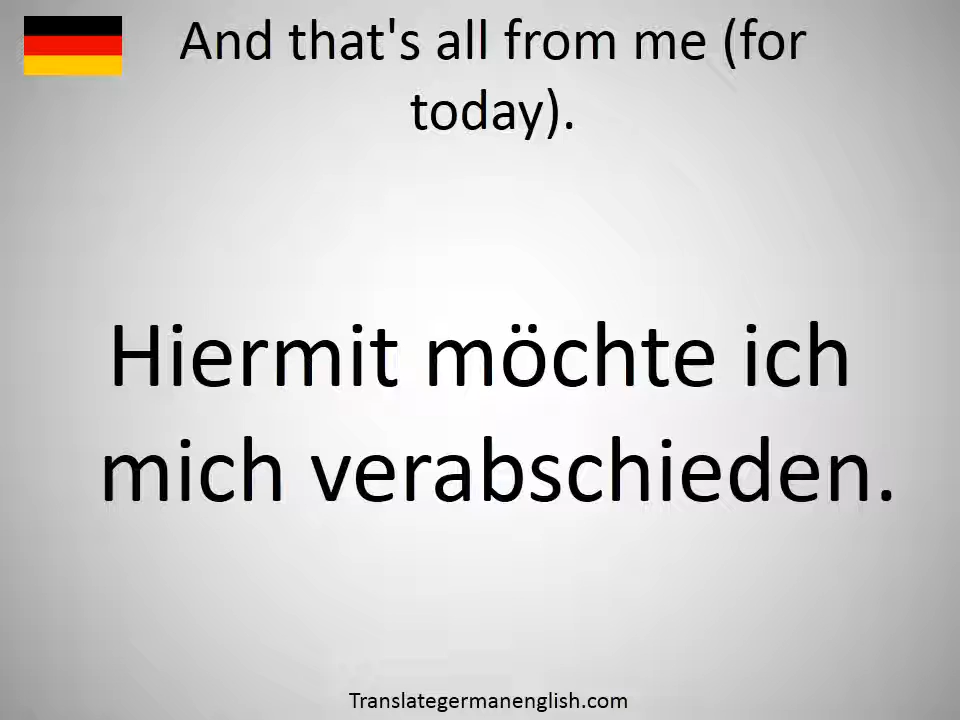 And that's all from me (for
today).
Hiermit möchte ich
mich verabschieden.
Translategermanenglish.com